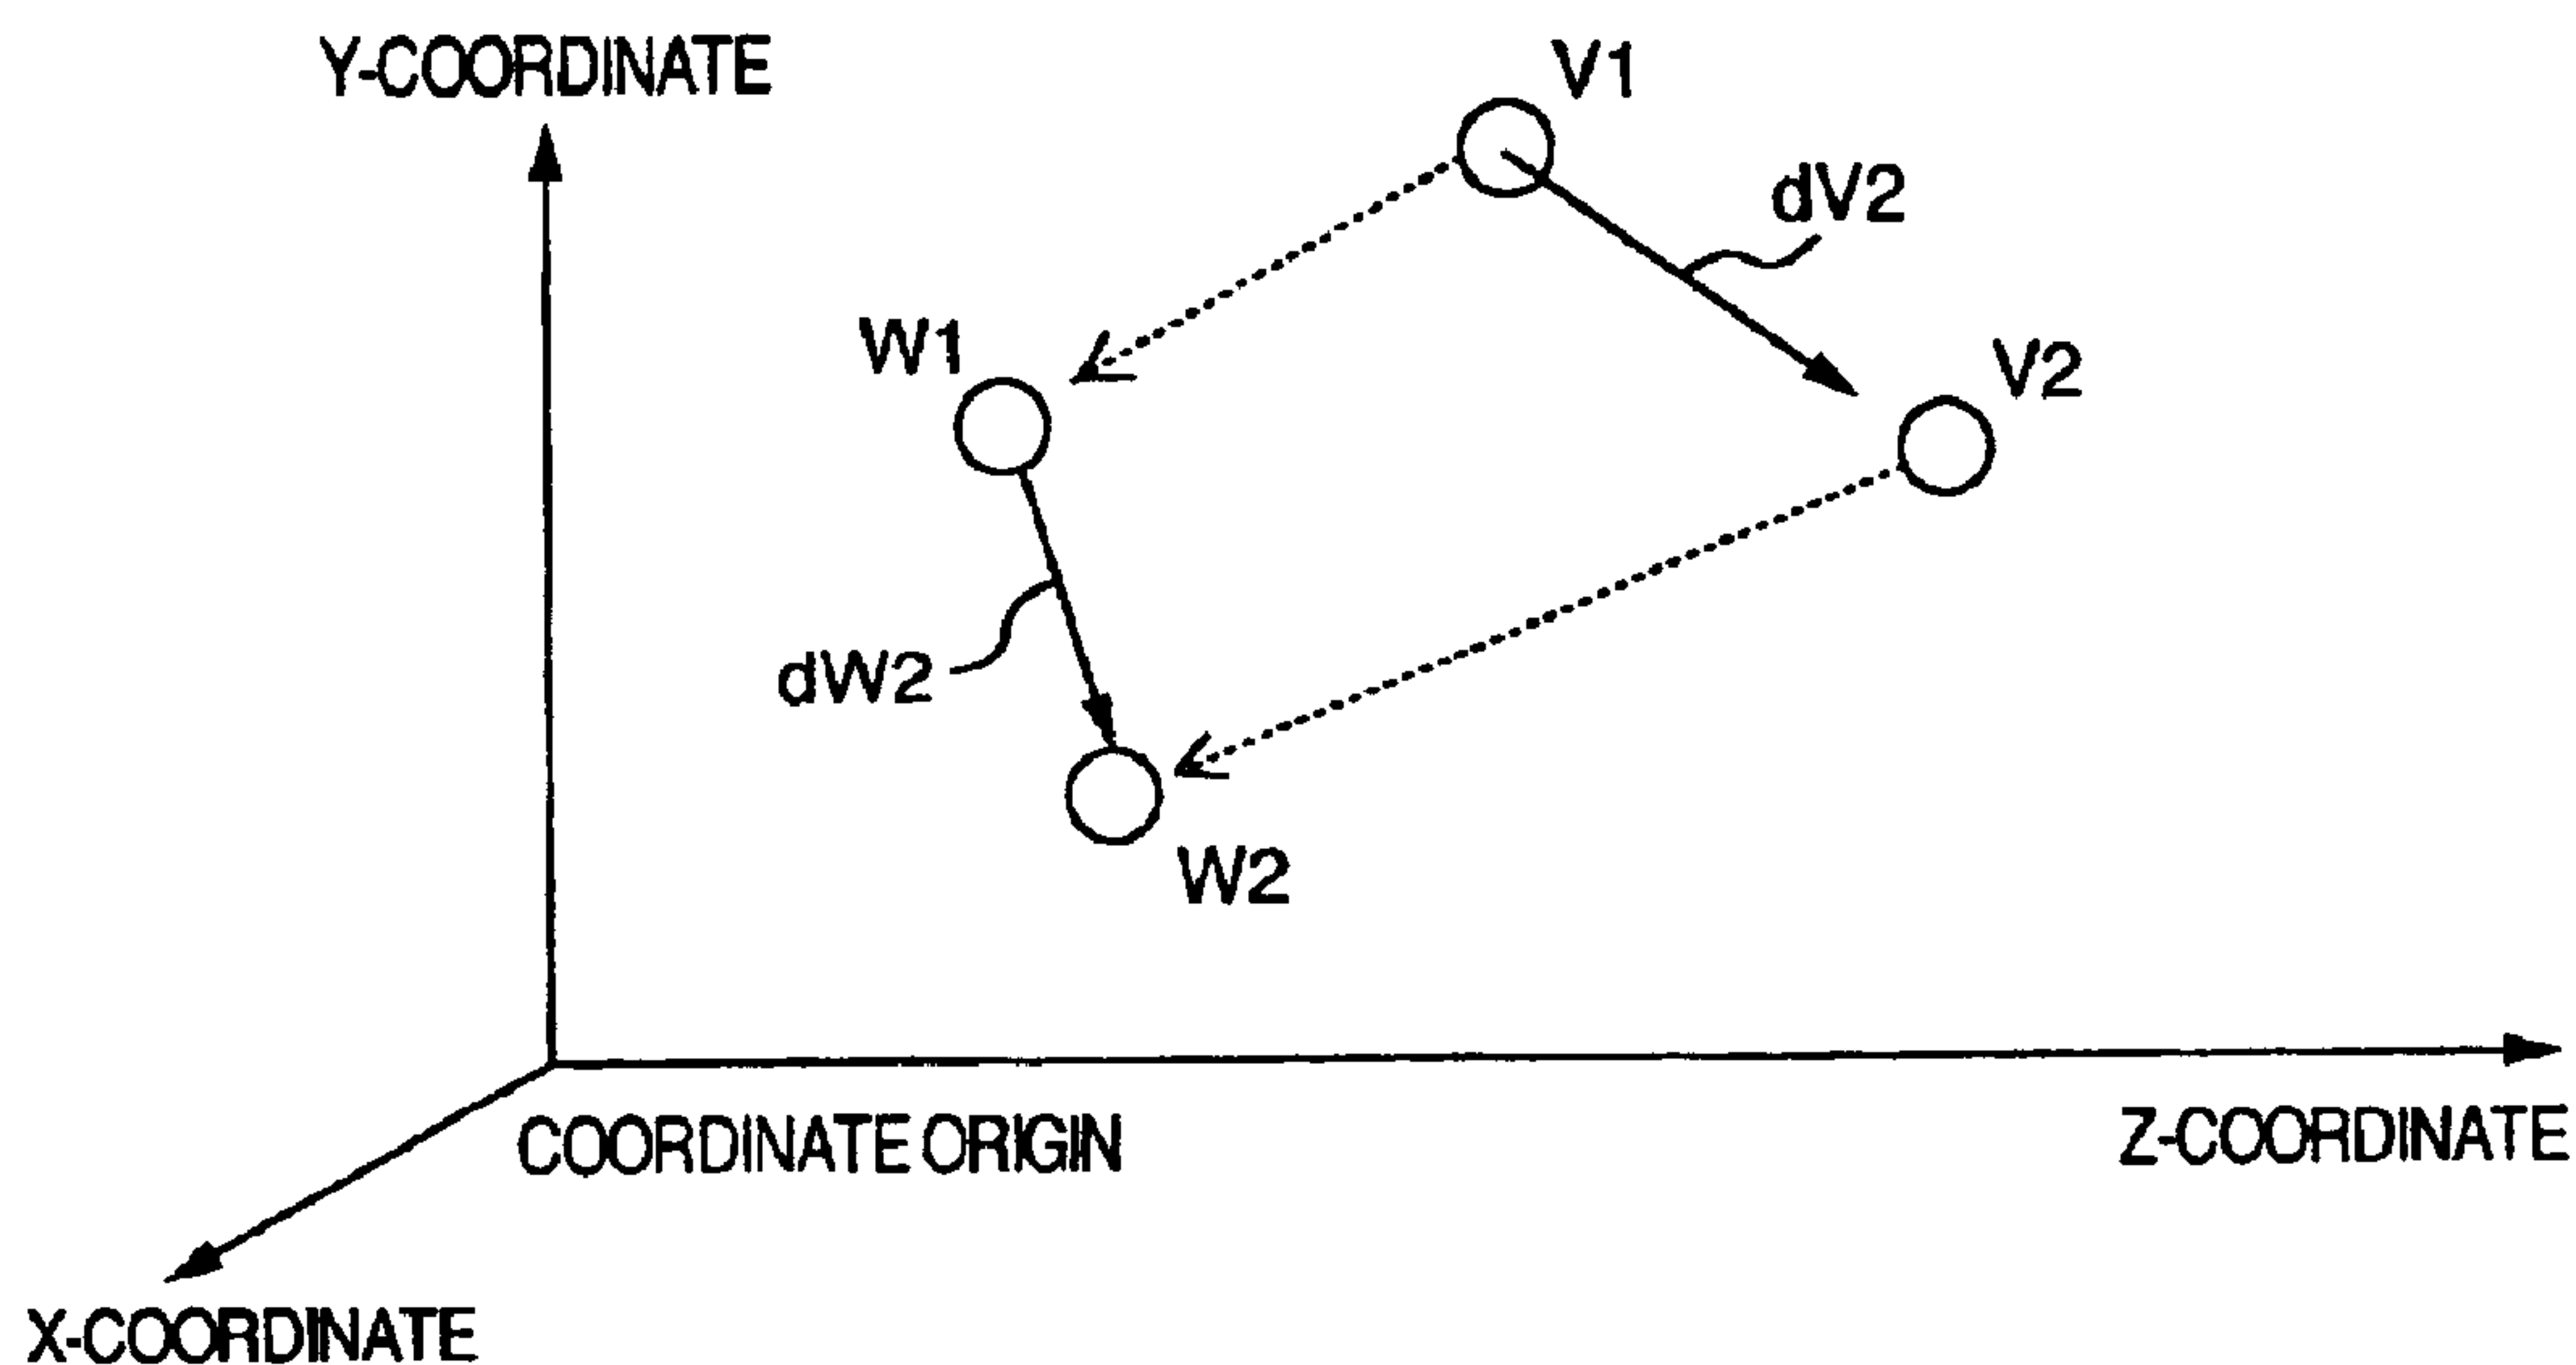 Y-COORDINATE
V1
dV2
W1
V2
dW2
W2
COORDINATE ORIGIN
Z-COORDINATE
X-COORDINATE